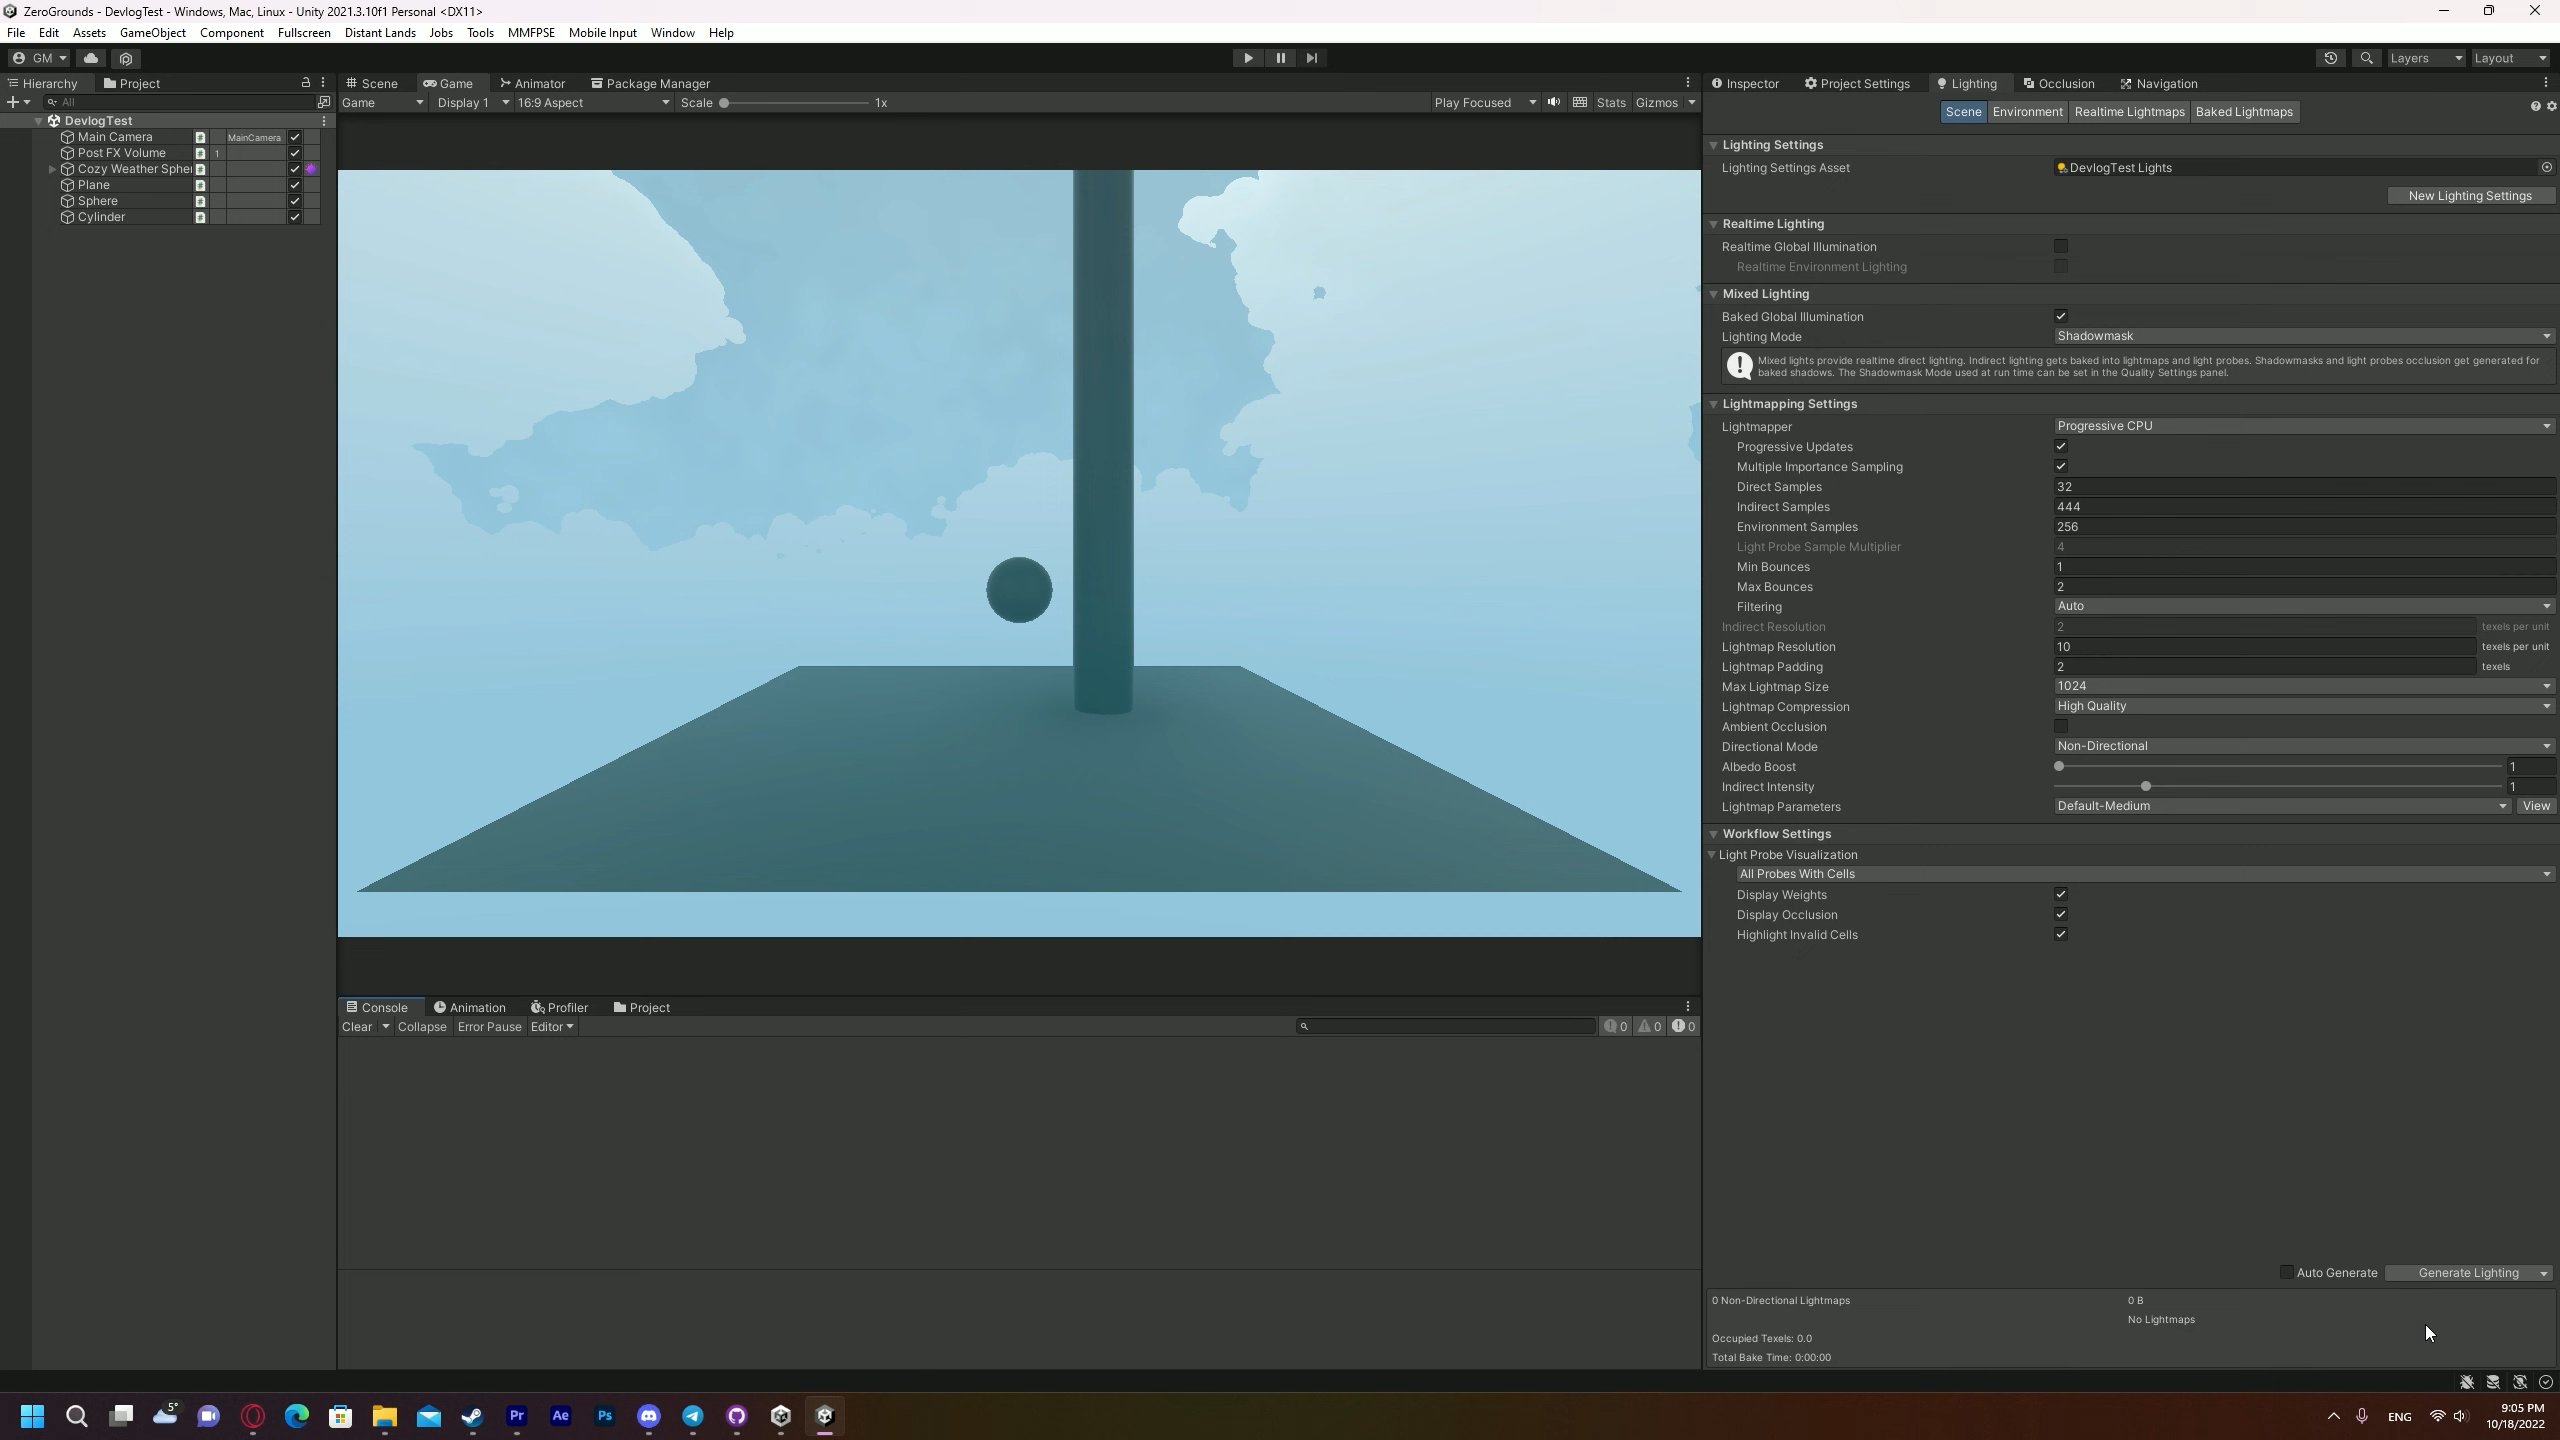 ZeroGrounds - DevlogTest - Windows, Mac, Linux - Unity 2021.3.10f1 Personal <DX11>
File Edit Assets GameObject Component Fullscreen Distant Lands Jobs Tools MMFPSE Mobile Input Window Help
GM Layers Layout
Hierarchy Project Scene Game Animator Package Manager Inspector Project Settings Lighting Occlusion Navigation
All Game Display 1 16:9 Aspect Scale 1x Play Focused Stats Gizmos
Scene Environment Realtime Lightmaps Baked Lightmaps
DevlogTest
Main Camera MainCamera
Post FX Volume 1
Cozy Weather Spher
Plane
Sphere
Cylinder
Lighting Settings
Lighting Settings Asset DevlogTest Lights
New Lighting Settings
Realtime Lighting
Realtime Global Illumination
Realtime Environment Lighting
Mixed Lighting
Baked Global Illumination
Lighting Mode Shadowmask
Mixed lights provide realtime direct lighting. Indirect lighting gets baked into lightmaps and light probes. Shadowmasks and light probes occlusion get generated for
baked shadows. The Shadowmask Mode used at run time can be set in the Quality Settings panel.
Lightmapping Settings
Lightmapper Progressive CPU
Progressive Updates
Multiple Importance Sampling
Direct Samples 32
Indirect Samples 444
Environment Samples 256
Light Probe Sample Multiplier 4
Min Bounces 1
Max Bounces 2
Filtering Auto
Indirect Resolution 2 texels per unit
Lightmap Resolution 10 texels per unit
Lightmap Padding 2 texels
Max Lightmap Size 1024
Lightmap Compression High Quality
Ambient Occlusion
Directional Mode Non-Directional
Albedo Boost 1
Indirect Intensity 1
Lightmap Parameters Default-Medium View
Workflow Settings
Light Probe Visualization
All Probes With Cells
Display Weights
Display Occlusion
Highlight Invalid Cells
Console Animation Profiler Project
Clear Collapse Error Pause Editor 0 0 0
Auto Generate Generate Lighting
0 Non-Directional Lightmaps 0 B
No Lightmaps
Occupied Texels: 0.0
Total Bake Time: 0:00:00
5°
Pr Ae Ps
ENG
9:05 PM
10/18/2022